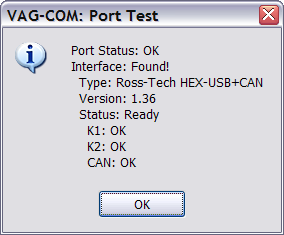 VAG-COM: Port Test
Port Status: OK
Interface: Found!
Type: Ross-Tech HEX-USB+CAN
Version: 1.36
Status: Ready
K1: OK
K2: OK
CAN: OK
OK